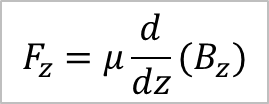 F_z = μ d/dz (B_z)